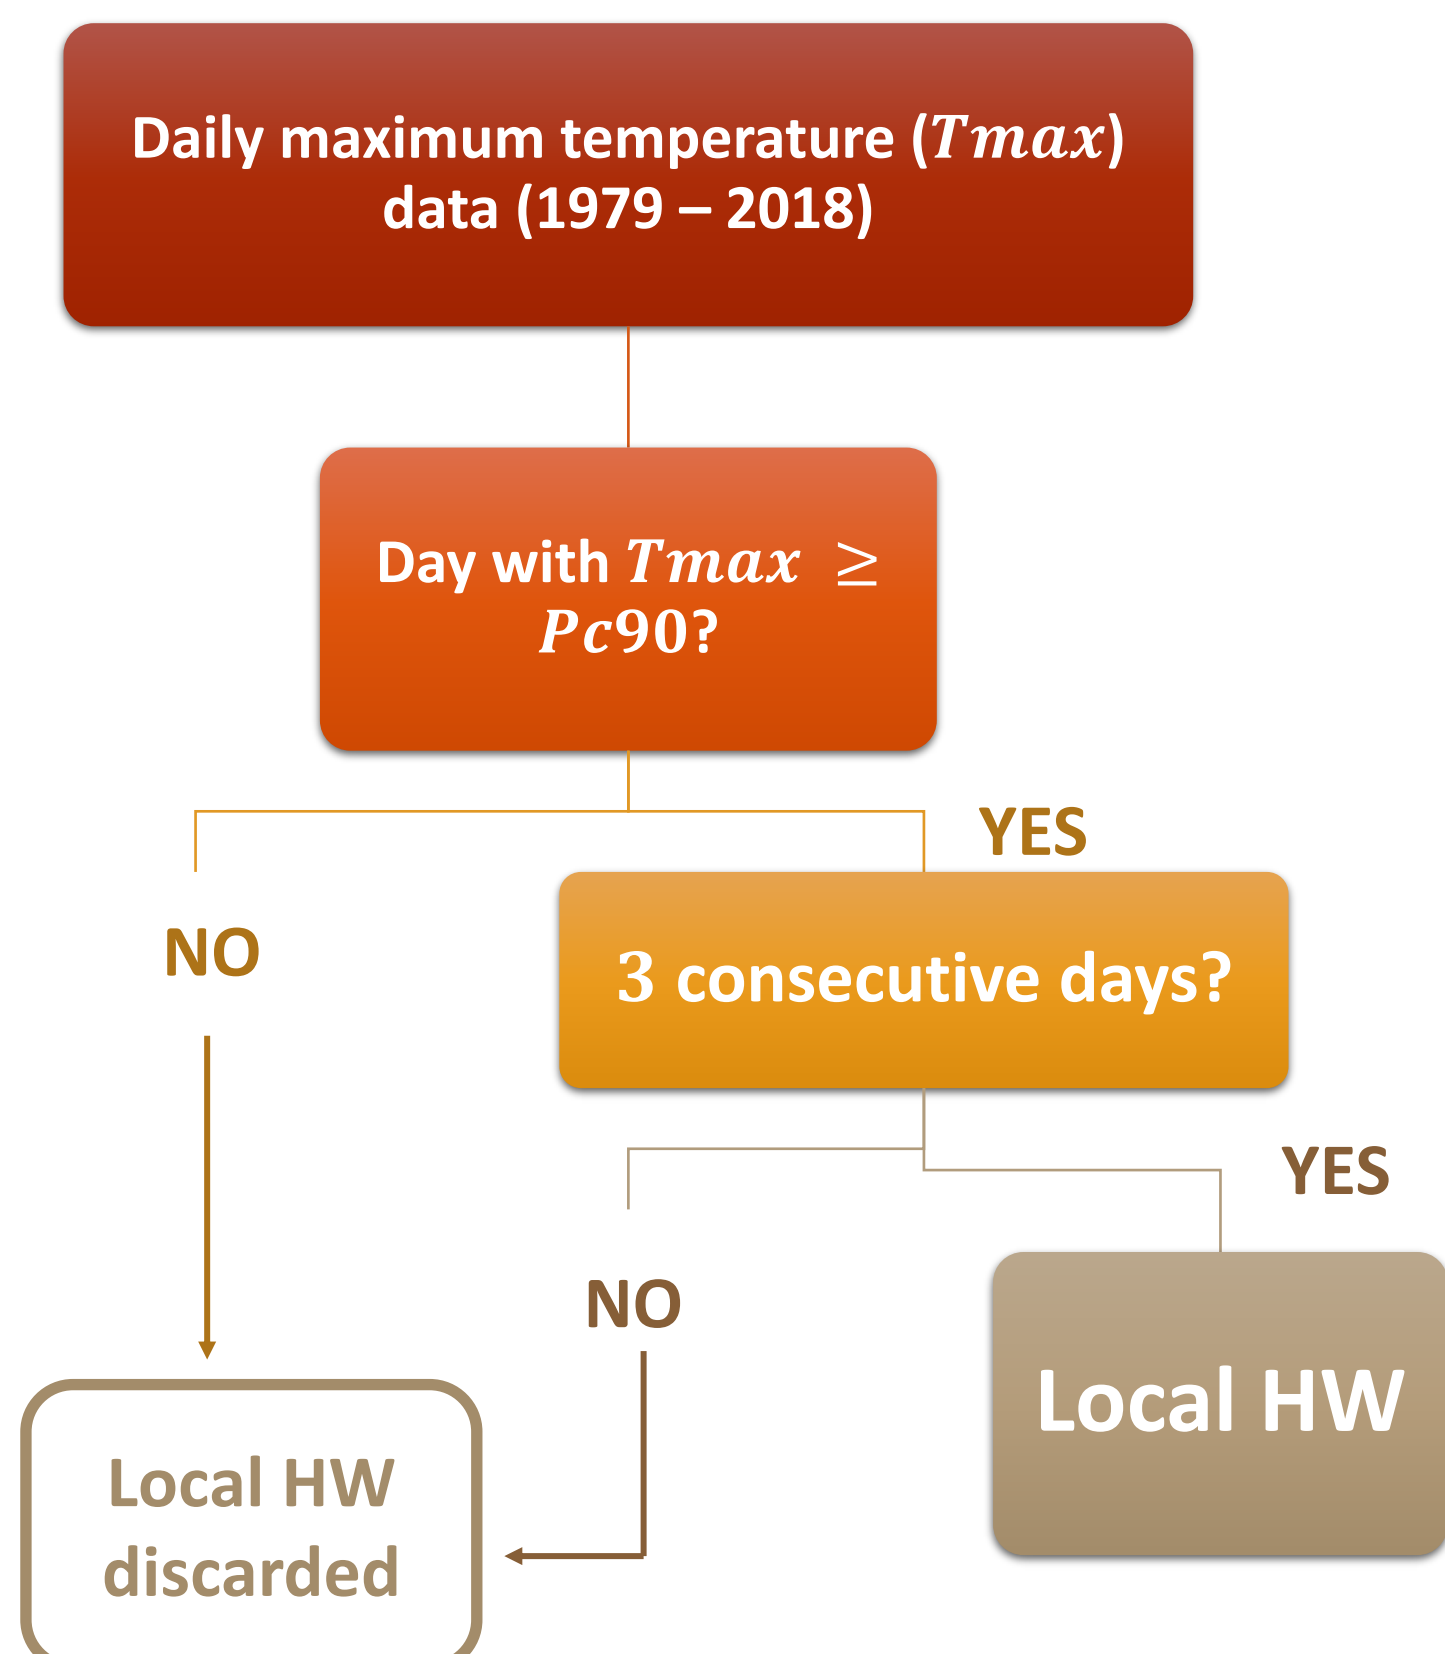 Daily maximum temperature (Tmax)
data (1979 – 2018)
Day with Tmax ≥
Pc90?
YES
NO
3 consecutive days?
YES
NO
Local HW
Local HW
discarded